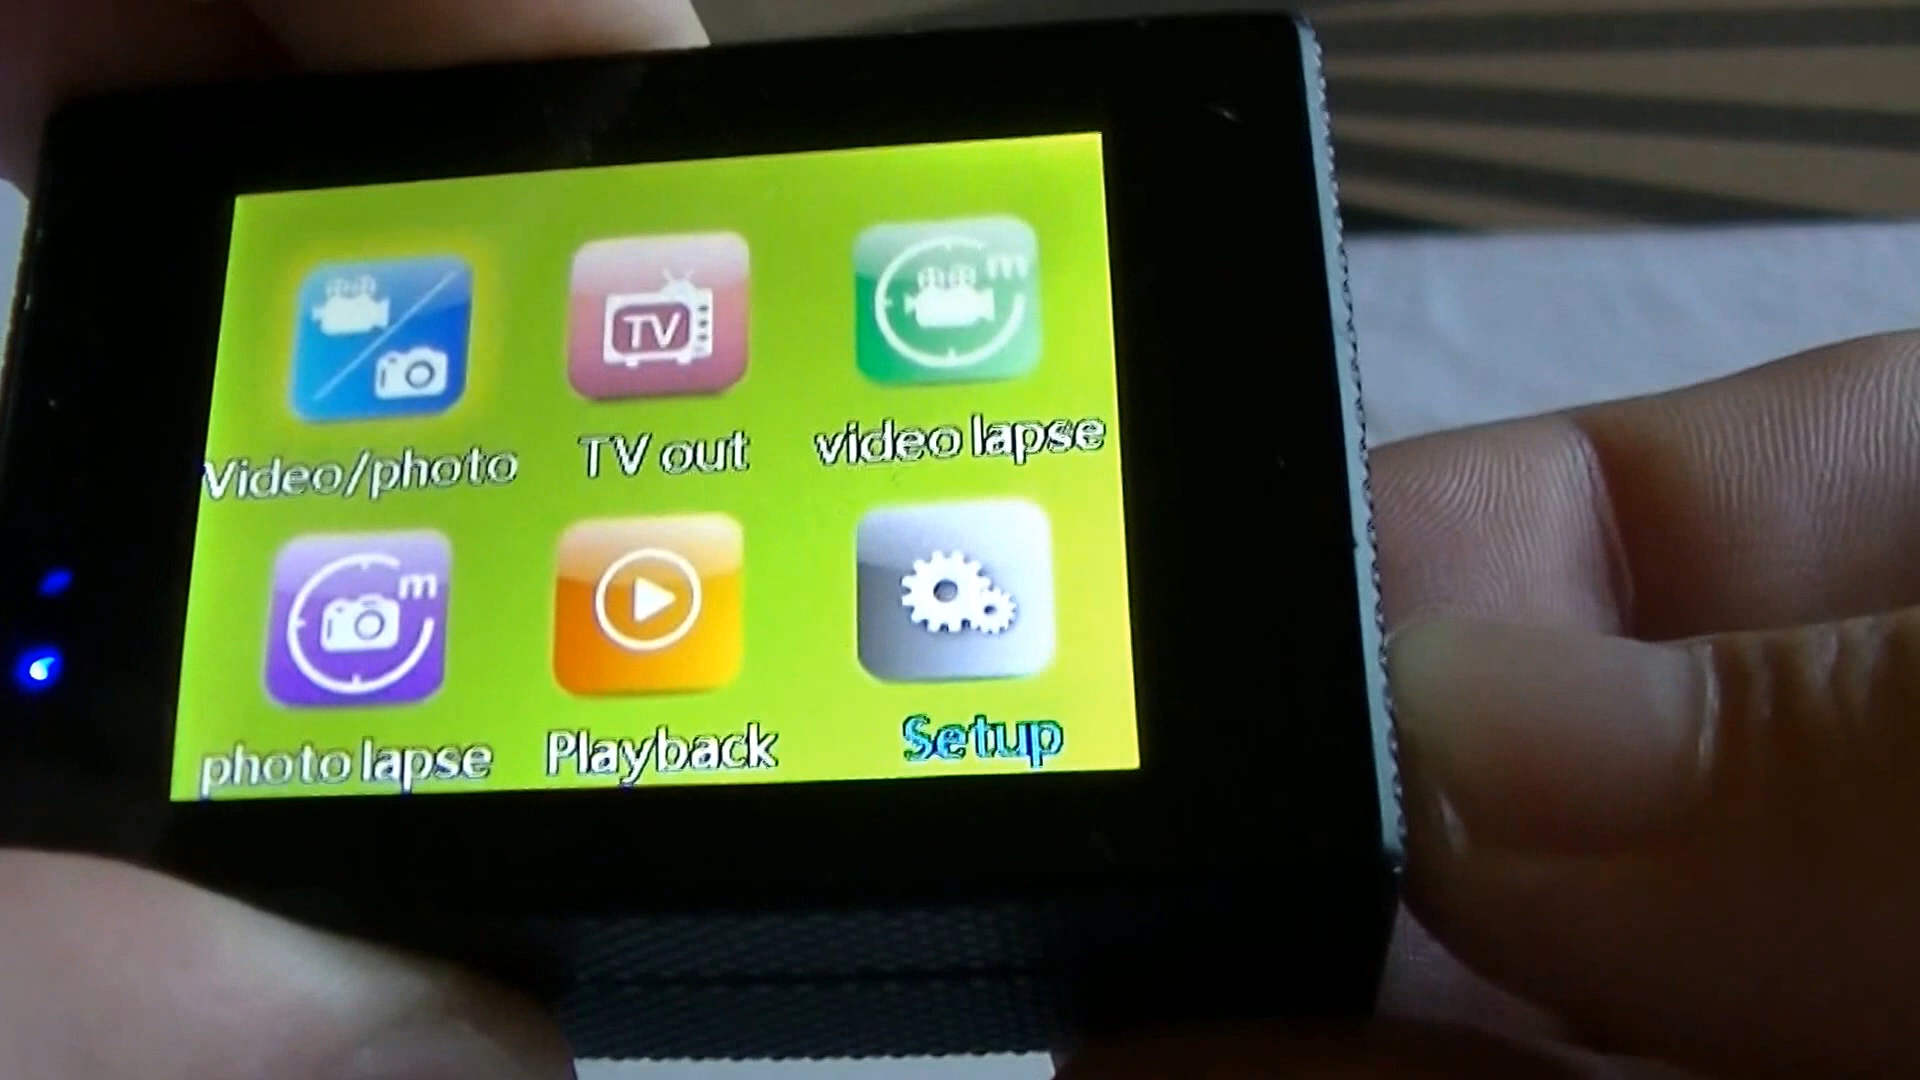 m
TV
Video/photo TV out video lapse
m
photo lapse Playback Setup